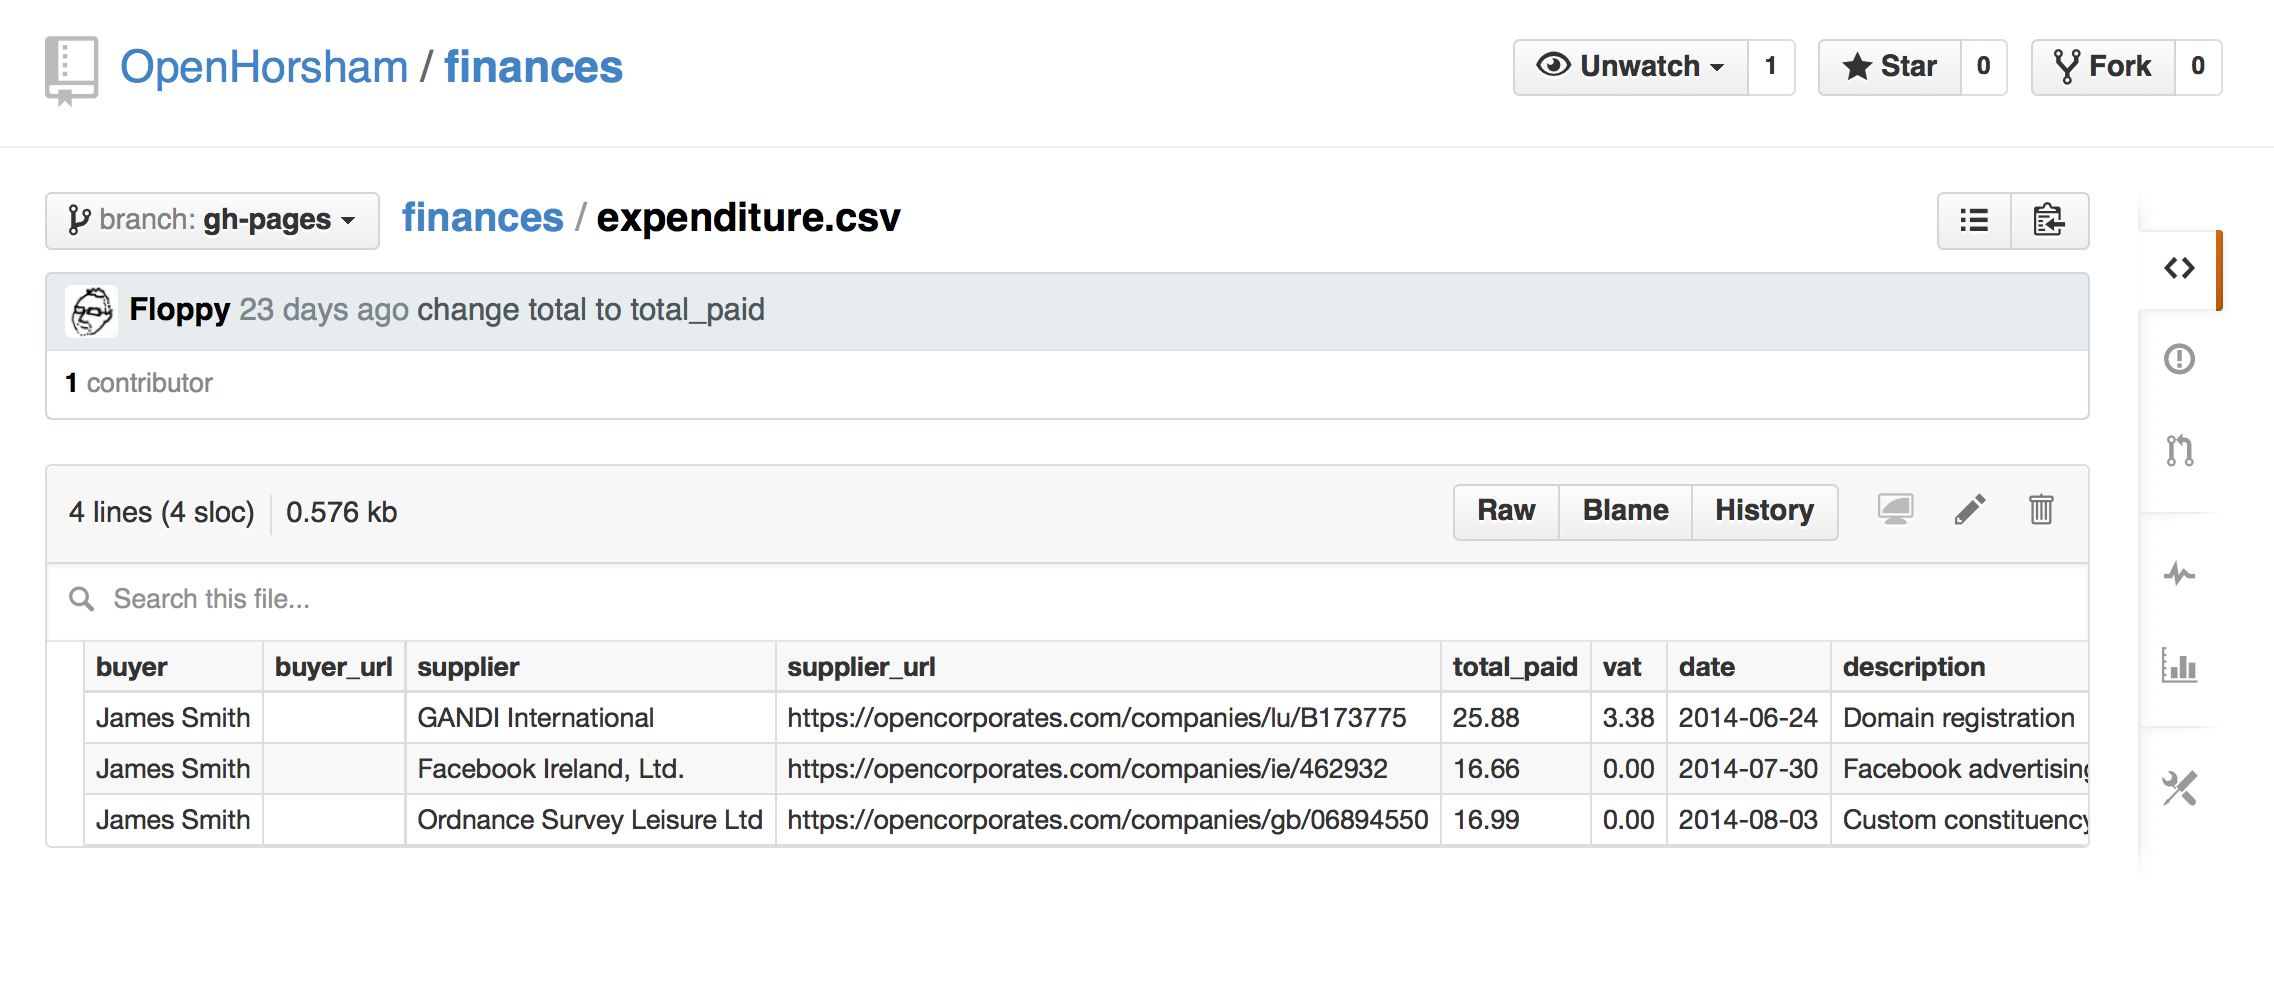 OpenHorsham / finances Unwatch 1 Star 0 Fork 0
branch: gh-pages finances / expenditure.csv
Floppy 23 days ago change total to total_paid
1 contributor
4 lines (4 sloc) 0.576 kb Raw Blame History
Search this file...
buyer buyer_url supplier supplier_url total_paid vat date description
James Smith GANDI International https://opencorporates.com/companies/lu/B173775 25.88 3.38 2014-06-24 Domain registration
James Smith Facebook Ireland, Ltd. https://opencorporates.com/companies/ie/462932 16.66 0.00 2014-07-30 Facebook advertising
James Smith Ordnance Survey Leisure Ltd https://opencorporates.com/companies/gb/06894550 16.99 0.00 2014-08-03 Custom constituency